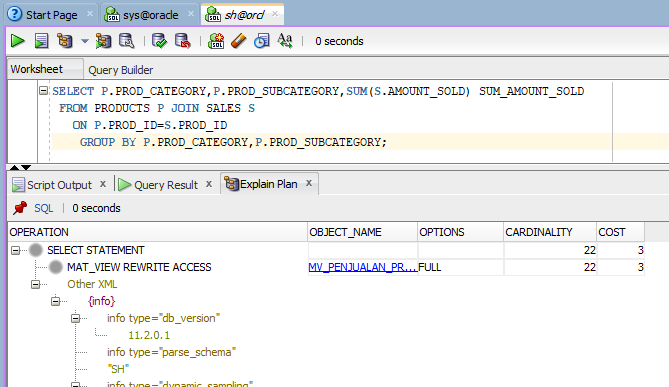 Start Page sys@oracle sh@orcl
0 seconds
Worksheet Query Builder
SELECT P.PROD_CATEGORY,P.PROD_SUBCATEGORY,SUM(S.AMOUNT_SOLD) SUM_AMOUNT_SOLD
FROM PRODUCTS P JOIN SALES S
ON P.PROD_ID=S.PROD_ID
GROUP BY P.PROD_CATEGORY,P.PROD_SUBCATEGORY;
Script Output x Query Result x Explain Plan x
SQL | 0 seconds
OPERATION OBJECT_NAME OPTIONS CARDINALITY COST
SELECT STATEMENT 22 3
MAT_VIEW REWRITE ACCESS MV_PENJUALAN_PR... FULL 22 3
Other XML
{info}
info type="db_version"
11.2.0.1
info type="parse_schema"
"SH"
info type="dynamic_sampling"